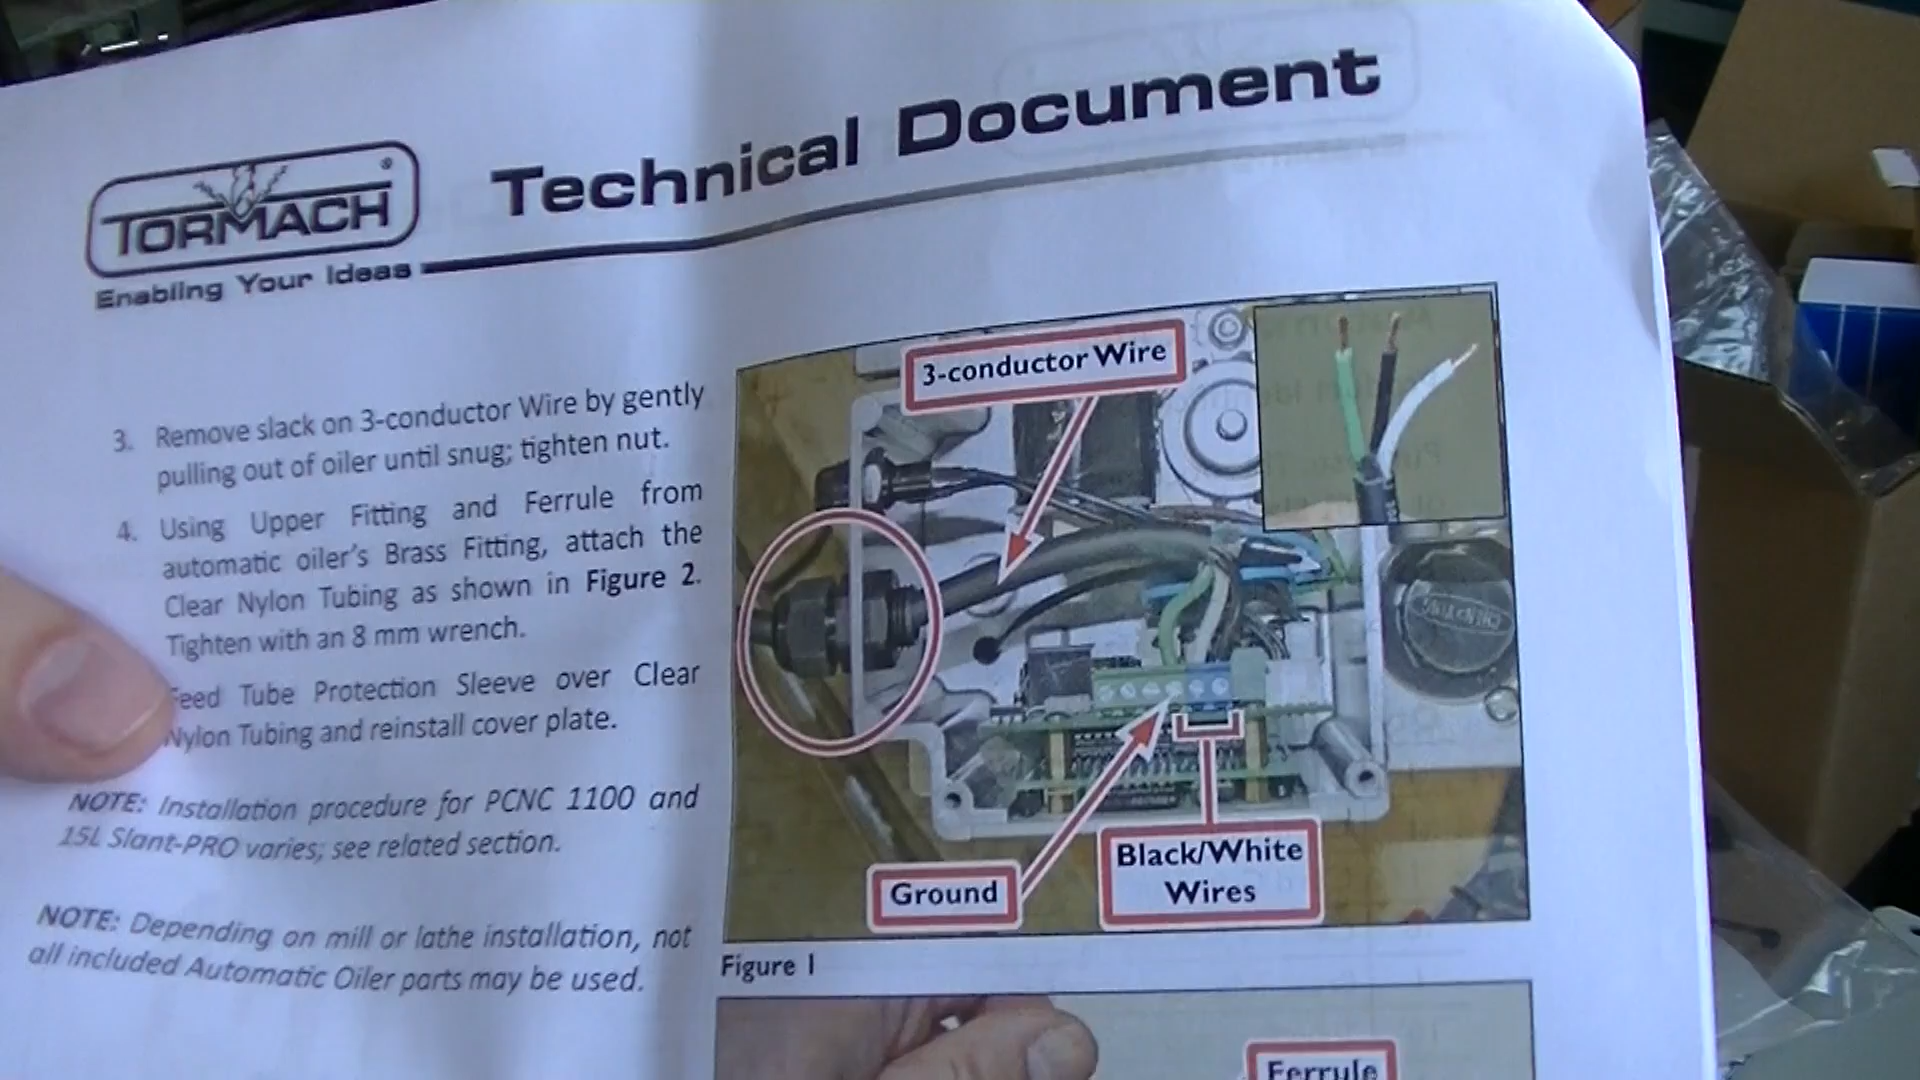 TORMACH ®
Enabling Your Ideas
Technical Document
3. Remove slack on 3-conductor Wire by gently
pulling out of oiler until snug; tighten nut.
4. Using Upper Fitting and Ferrule from
automatic oiler's Brass Fitting, attach the
Clear Nylon Tubing as shown in Figure 2.
Tighten with an 8 mm wrench.
Feed Tube Protection Sleeve over Clear
Nylon Tubing and reinstall cover plate.
NOTE: Installation procedure for PCNC 1100 and
15L Slant-PRO varies; see related section.
NOTE: Depending on mill or lathe installation, not
all included Automatic Oiler parts may be used.
3-conductor Wire
Ground
Black/White
Wires
Figure 1
Ferrule